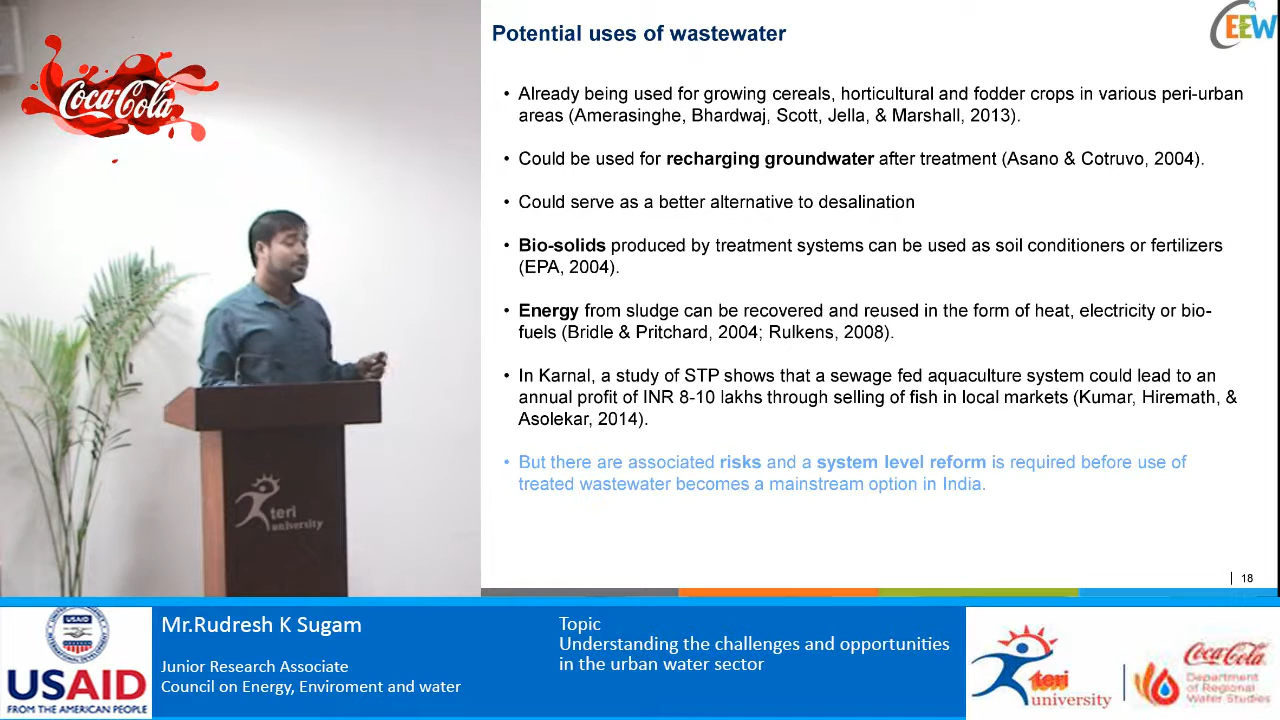 Potential uses of wastewater
CEEW
Coca-Cola
• Already being used for growing cereals, horticultural and fodder crops in various peri-urban
areas (Amerasinghe, Bhardwaj, Scott, Jella, & Marshall, 2013).
• Could be used for recharging groundwater after treatment (Asano & Cotruvo, 2004).
• Could serve as a better alternative to desalination
• Bio-solids produced by treatment systems can be used as soil conditioners or fertilizers
(EPA, 2004).
• Energy from sludge can be recovered and reused in the form of heat, electricity or bio-
fuels (Bridle & Pritchard, 2004; Rulkens, 2008).
• In Karnal, a study of STP shows that a sewage fed aquaculture system could lead to an
annual profit of INR 8-10 lakhs through selling of fish in local markets (Kumar, Hiremath, &
Asolekar, 2014).
• But there are associated risks and a system level reform is required before use of
treated wastewater becomes a mainstream option in India.
18
teri
university
USAID
USAID
FROM THE AMERICAN PEOPLE
Mr.Rudresh K Sugam
Junior Research Associate
Council on Energy, Enviroment and water
Topic
Understanding the challenges and opportunities
in the urban water sector
teri
university
Coca-Cola
Department
of Regional
Water Studies